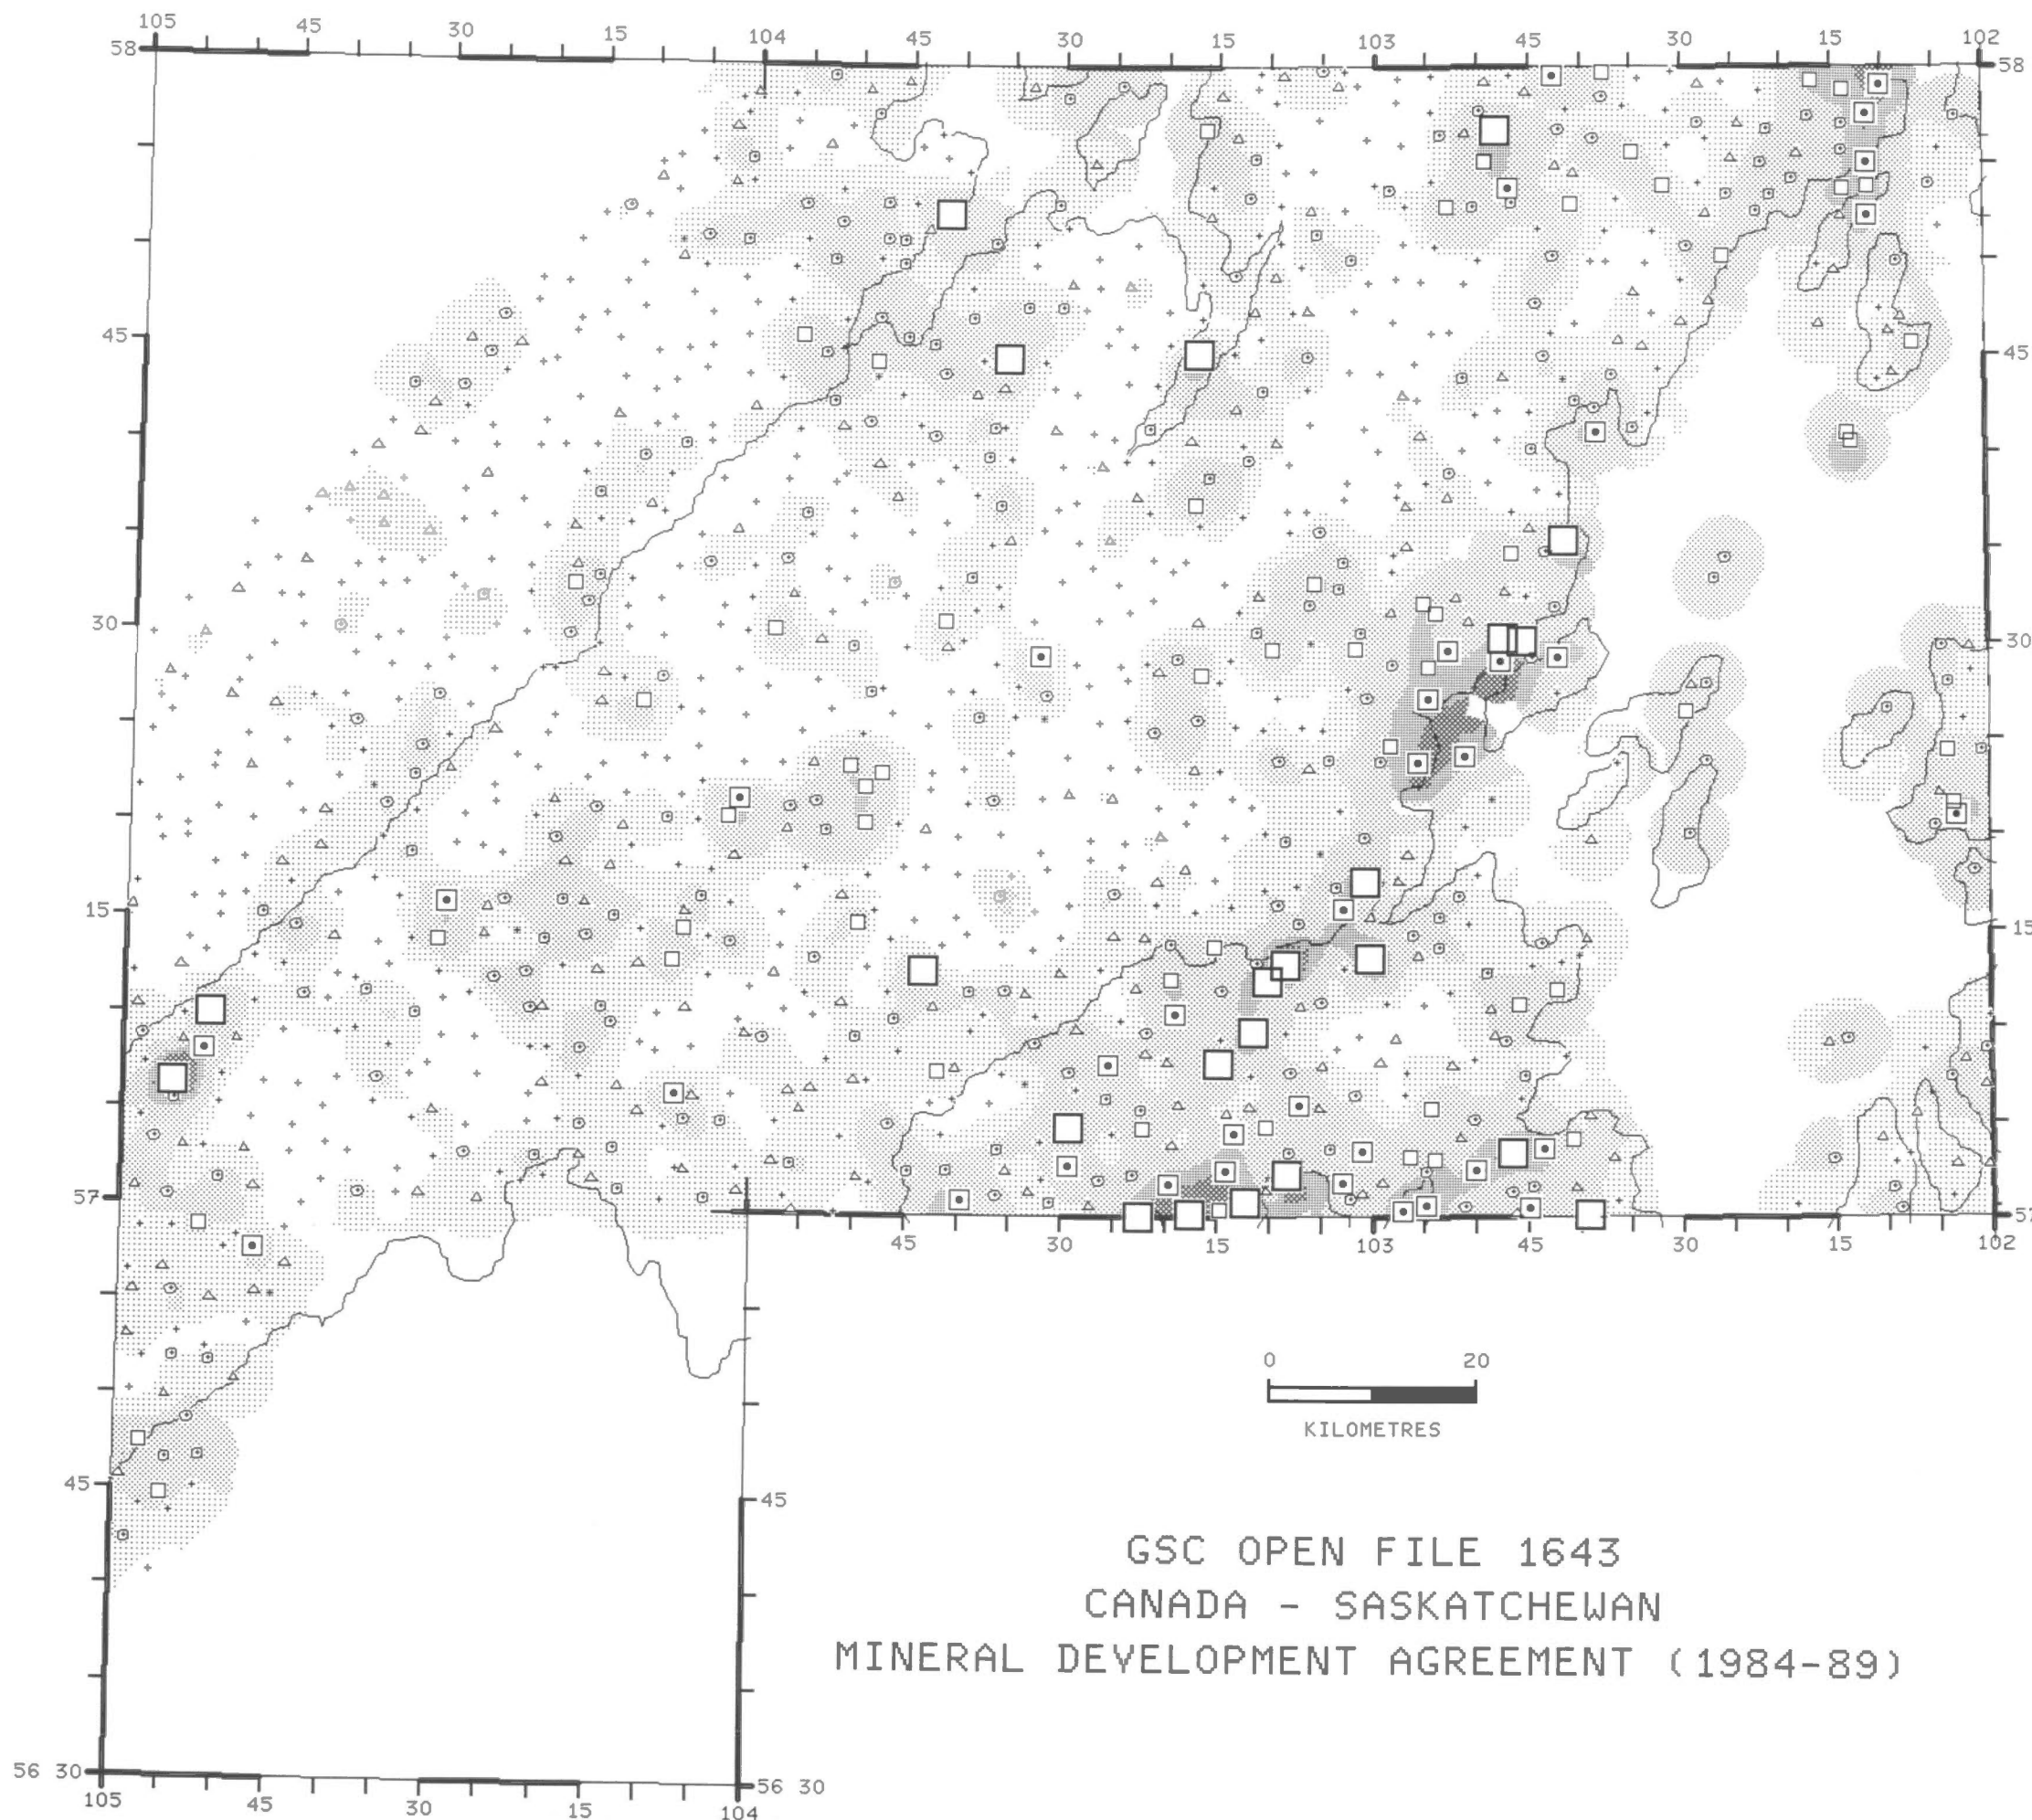 105 45 30 15 104 45 30 15 103 45 30 15 102
58 58
45 45
30 30
15 15
57 57
45 30 15 103 45 30 15 102
0 20
KILOMETRES
45 45
GSC OPEN FILE 1643
CANADA - SASKATCHEWAN
MINERAL DEVELOPMENT AGREEMENT (1984-89)
56 30 56 30
105 45 30 15 104